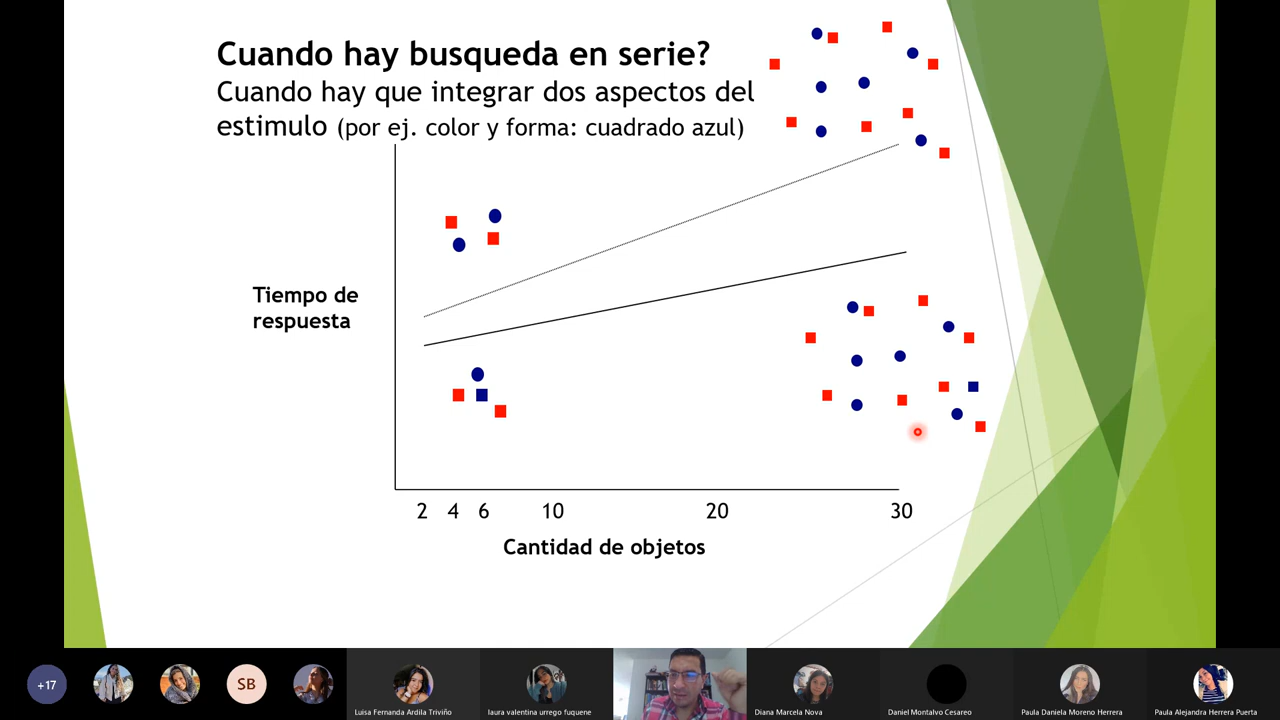 Cuando hay busqueda en serie?
Cuando hay que integrar dos aspectos del
estimulo (por ej. color y forma: cuadrado azul)
Tiempo de
respuesta
2 4 6 10 20 30
Cantidad de objetos
+17
SB
Luisa Fernanda Ardila Triviño
laura valentina urrego fuquene
Diana Marcela Nova
Daniel Montalvo Cesareo
Paula Daniela Moreno Herrera
Paula Alejandra Herrera Puerta